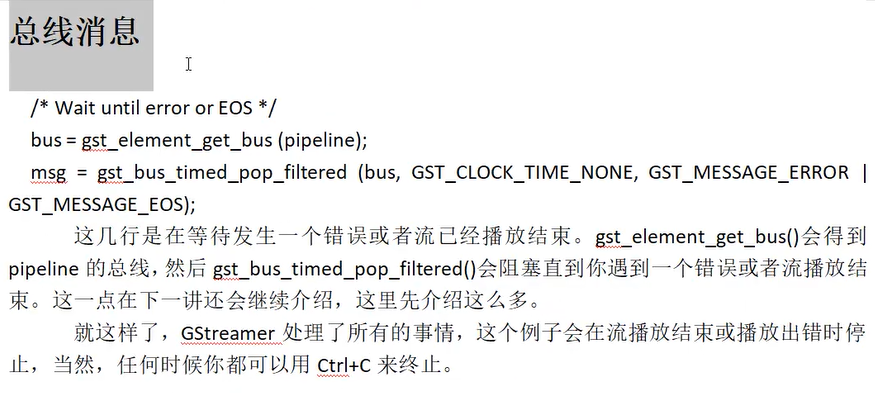 总线消息
/* Wait until error or EOS */
bus = gst_element_get_bus (pipeline);
msg = gst_bus_timed_pop_filtered (bus, GST_CLOCK_TIME_NONE, GST_MESSAGE_ERROR |
GST_MESSAGE_EOS);
这几行是在等待发生一个错误或者流已经播放结束。gst_element_get_bus()会得到
pipeline 的总线，然后 gst_bus_timed_pop_filtered()会阻塞直到你遇到一个错误或者流播放结
束。这一点在下一讲还会继续介绍，这里先介绍这么多。
就这样了，GStreamer 处理了所有的事情，这个例子会在流播放结束或播放出错时停
止，当然，任何时候你都可以用 Ctrl+C 来终止。